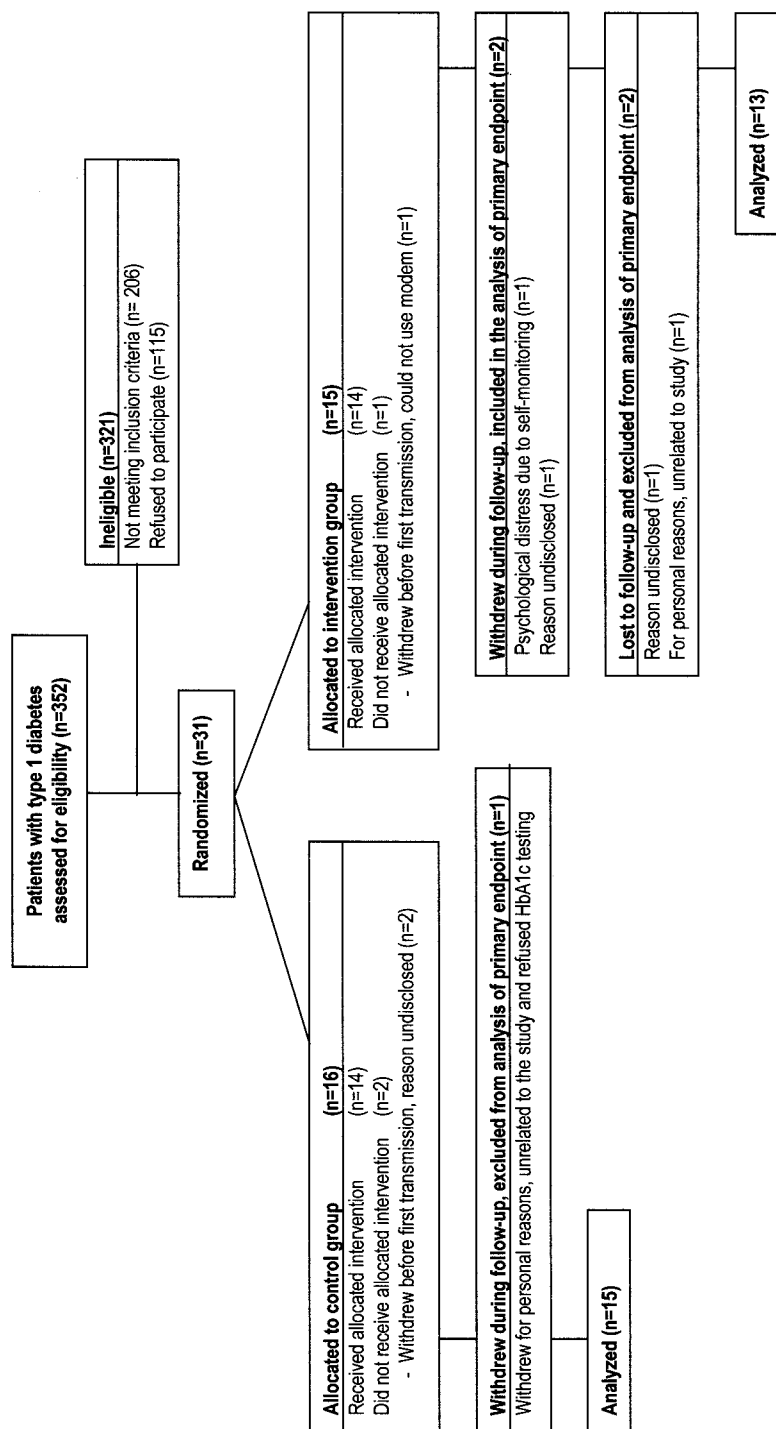 Patients with type 1 diabetes
assessed for eligibility (n=352)
Ineligible (n=321)
Not meeting inclusion criteria (n= 206)
Refused to participate (n=115)
Randomized (n=31)
Allocated to control group (n=16)
Received allocated intervention (n=14)
Did not receive allocated intervention (n=2)
- Withdrew before first transmission, reason undisclosed (n=2)
Withdrew during follow-up, excluded from analysis of primary endpoint (n=1)
Withdrew for personal reasons, unrelated to the study and refused HbA1c testing
Analyzed (n=15)
Allocated to intervention group (n=15)
Received allocated intervention (n=14)
Did not receive allocated intervention (n=1)
- Withdrew before first transmission, could not use modem (n=1)
Withdrew during follow-up, included in the analysis of primary endpoint (n=2)
Psychological distress due to self-monitoring (n=1)
Reason undisclosed (n=1)
Lost to follow-up and excluded from analysis of primary endpoint (n=2)
Reason undisclosed (n=1)
For personal reasons, unrelated to study (n=1)
Analyzed (n=13)